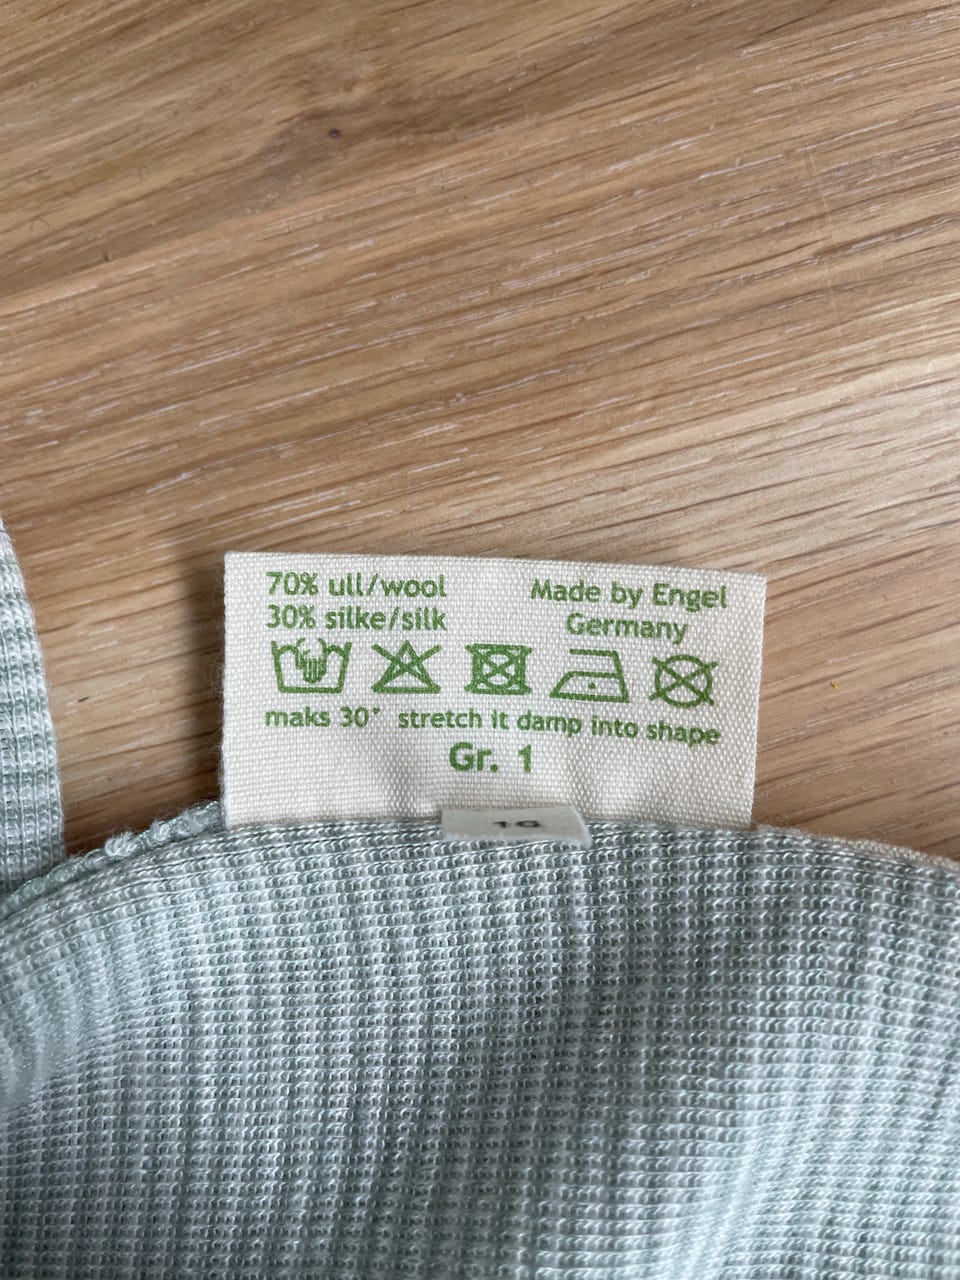 70% ull/wool
30% silke/silk
Made by Engel
Germany
maks 30° stretch it damp into shape
Gr. 1